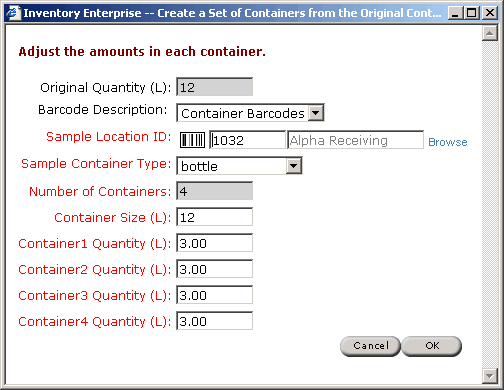 Inventory Enterprise -- Create a Set of Containers from the Original Cont...
Adjust the amounts in each container.
Original Quantity (L): 12
Barcode Description: Container Barcodes
Sample Location ID: 1032 Alpha Receiving Browse
Sample Container Type: bottle
Number of Containers: 4
Container Size (L): 12
Container1 Quantity (L): 3.00
Container2 Quantity (L): 3.00
Container3 Quantity (L): 3.00
Container4 Quantity (L): 3.00
Cancel OK